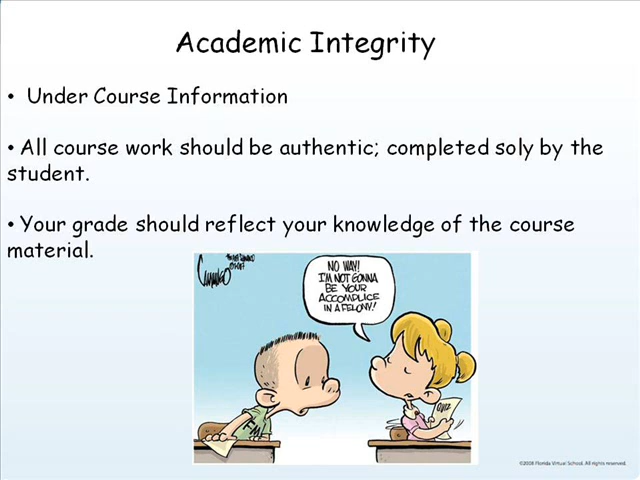 Academic Integrity
• Under Course Information
• All course work should be authentic; completed soly by the
student.
• Your grade should reflect your knowledge of the course
material.
NO WAY!
I'M NOT GONNA
BE YOUR
ACCOMPLICE
IN A FELONY!
QUIZ
©2008 Florida Virtual School. All rights reserved.